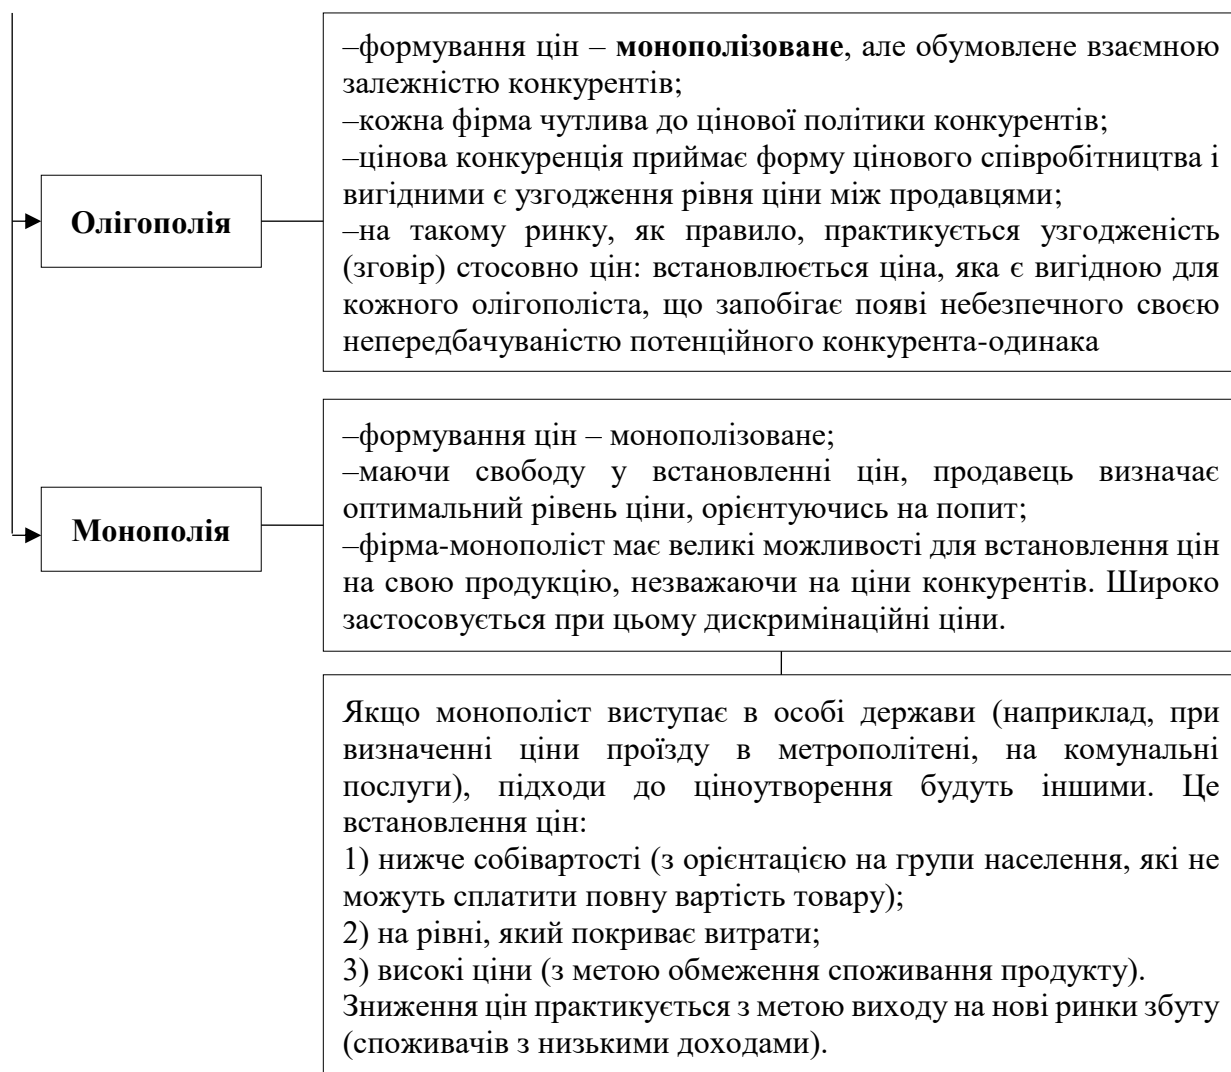 –формування цін – монополізоване, але обумовлене взаємною
залежністю конкурентів;
–кожна фірма чутлива до цінової політики конкурентів;
–цінова конкуренція приймає форму цінового співробітництва і
вигідними є узгодження рівня ціни між продавцями;
–на такому ринку, як правило, практикується узгодженість
(зговір) стосовно цін: встановлюється ціна, яка є вигідною для
кожного олігополіста, що запобігає появі небезпечного своєю
непередбачуваністю потенційного конкурента-одинака
Олігополія
–формування цін – монополізоване;
–маючи свободу у встановленні цін, продавець визначає
оптимальний рівень ціни, орієнтуючись на попит;
–фірма-монополіст має великі можливості для встановлення цін
на свою продукцію, незважаючи на ціни конкурентів. Широко
застосовується при цьому дискримінаційні ціни.
Монополія
Якщо монополіст виступає в особі держави (наприклад, при
визначенні ціни проїзду в метрополітені, на комунальні
послуги), підходи до ціноутворення будуть іншими. Це
встановлення цін:
1) нижче собівартості (з орієнтацією на групи населення, які не
можуть сплатити повну вартість товару);
2) на рівні, який покриває витрати;
3) високі ціни (з метою обмеження споживання продукту).
Зниження цін практикується з метою виходу на нові ринки збуту
(споживачів з низькими доходами).